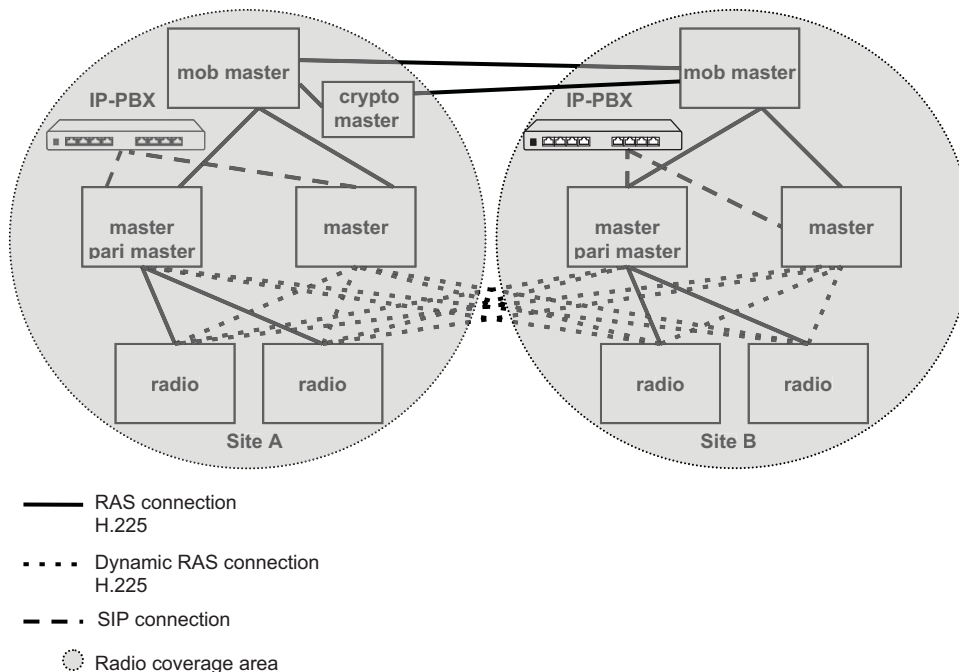 mob master
mob master
crypto
master
IP-PBX
IP-PBX
master
pari master
master
master
pari master
master
radio
radio
radio
radio
Site A
Site B
RAS connection
H.225
Dynamic RAS connection
H.225
SIP connection
Radio coverage area